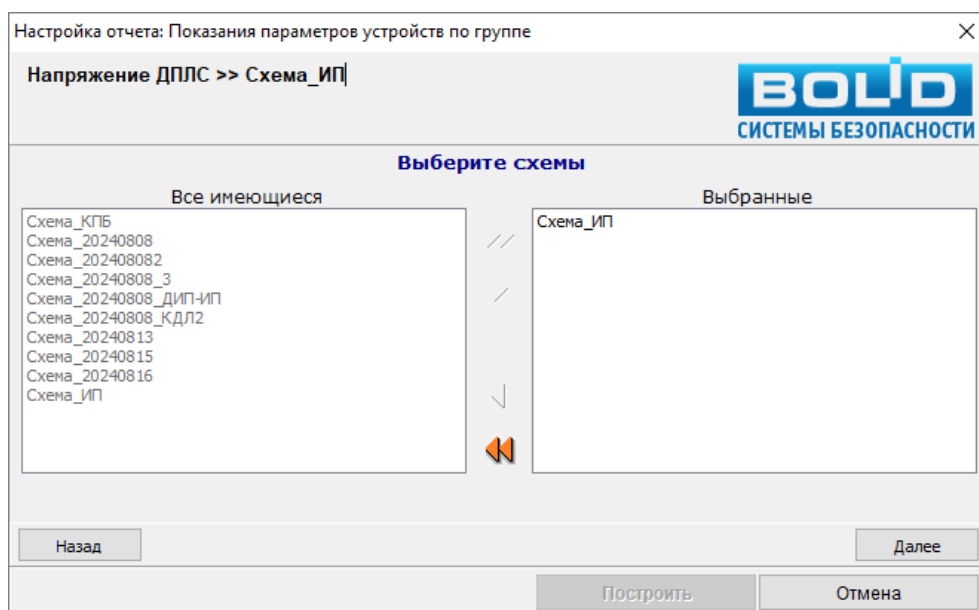 Настройка отчета: Показания параметров устройств по группе
Напряжение ДПЛС >> Схема_ИП
BOLID
СИСТЕМЫ БЕЗОПАСНОСТИ
Выберите схемы
Все имеющиеся
Выбранные
Схема_КПБ
Схема_20240808
Схема_202408082
Схема_20240808_3
Схема_20240808_ДИП-ИП
Схема_20240808_КДЛ2
Схема_20240813
Схема_20240815
Схема_20240816
Схема_ИП
Схема_ИП
Назад
Далее
Построить
Отмена